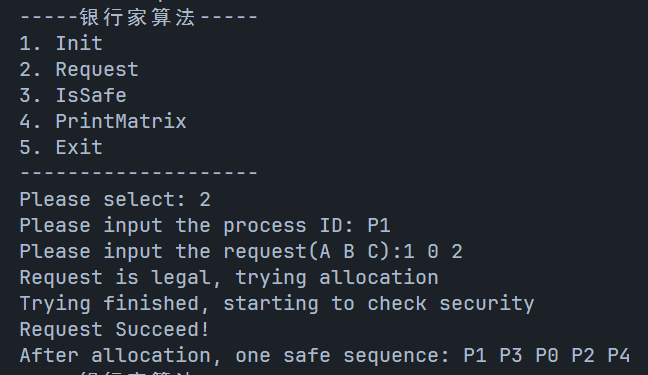 -----银行家算法-----
1. Init
2. Request
3. IsSafe
4. PrintMatrix
5. Exit
--------------------
Please select: 2
Please input the process ID: P1
Please input the request(A B C):1 0 2
Request is legal, trying allocation
Trying finished, starting to check security
Request Succeed!
After allocation, one safe sequence: P1 P3 P0 P2 P4